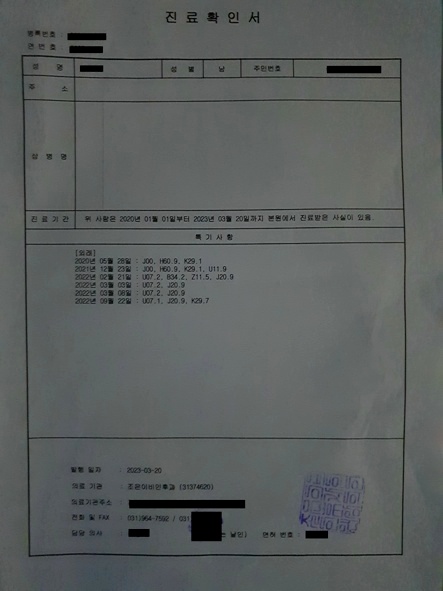 진 료 확 인 서
등록번호 :
연 번 호 :
성 명 성 별 남 주민번호
주 소
상 병 명
진 료 기 간 위 사람은 2020년 01월 01일부터 2023년 03월 20일까지 본원에서 진료받은 사실이 있음.
특 기 사 항
[외래]
2020년 05월 28일 : J00, H60.9, K29.1
2021년 12월 23일 : J00, H60.9, K29.1, U11.9
2022년 02월 21일 : U07.2, B34.2, Z11.5, J20.9
2022년 03월 03일 : U07.2, J20.9
2022년 03월 08일 : U07.2, J20.9
2022년 09월 22일 : U07.1, J20.9, K29.7
발행 일자 : 2023-03-20
의료 기관 : 조은이비인후과 (31374620)
의료기관주소 :
전화 및 FAX : (031)964-7592 / 031
담당 의사 : 는 날인) 면허 번호 :